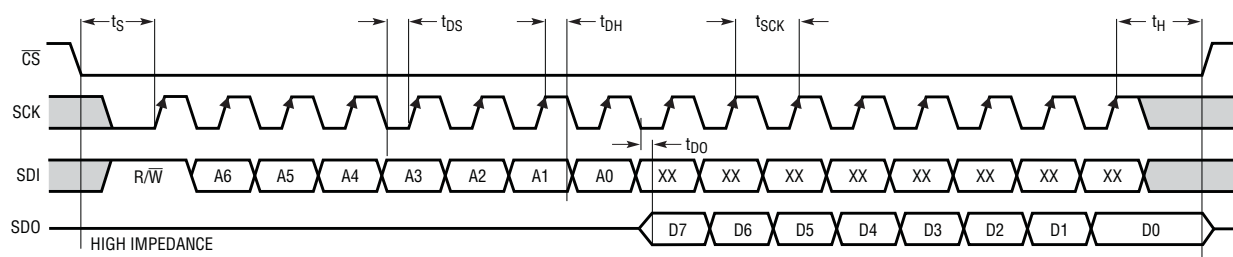 tS tDS tDH tSCK tH
C̅S̅
SCK
tDO
SDI R/W̅ A6 A5 A4 A3 A2 A1 A0 XX XX XX XX XX XX XX XX
SDO D7 D6 D5 D4 D3 D2 D1 D0
HIGH IMPEDANCE